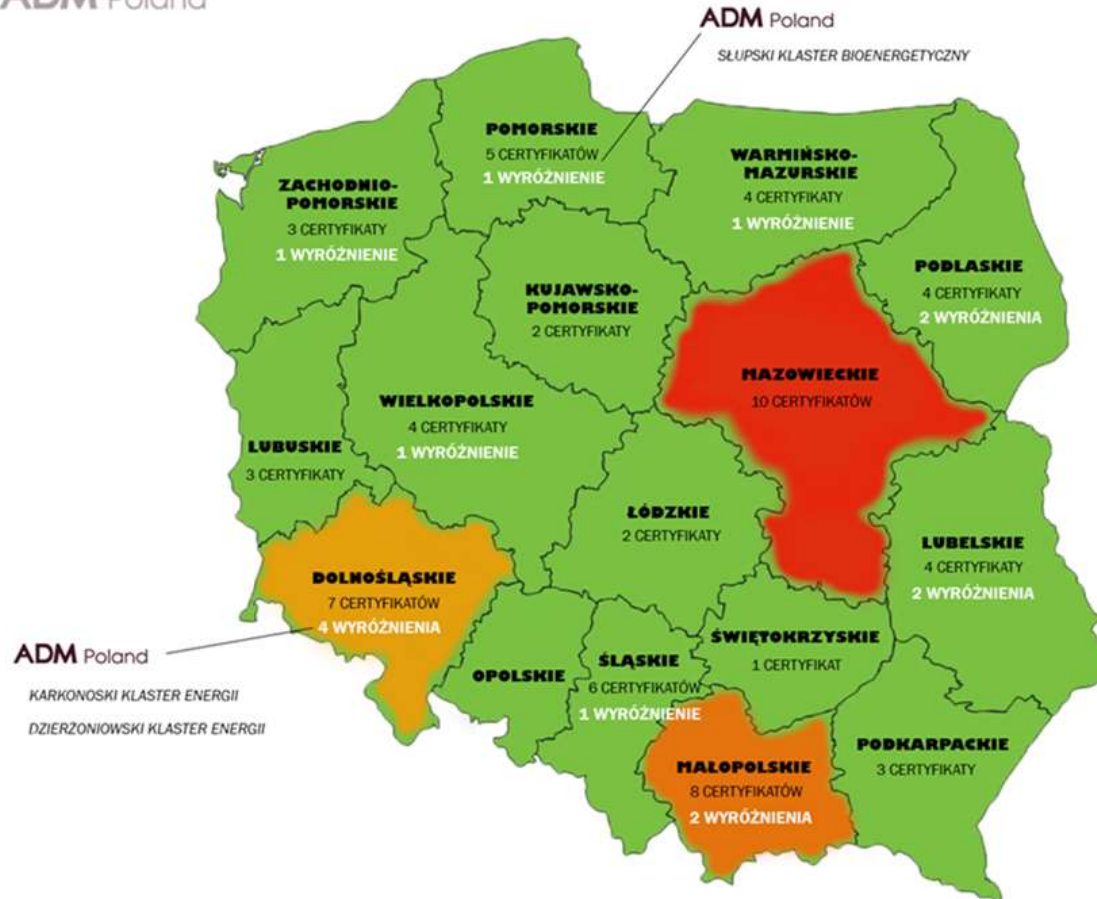 ADM Poland
ADM Poland
SŁUPSKI KLASTER BIOENERGETYCZNY
POMORSKIE
5 CERTYFIKATÓW
1 WYRÓŻNIENIE
WARMIŃSKO-
MAZURSKIE
4 CERTYFIKATY
1 WYRÓŻNIENIE
ZACHODNIO-
POMORSKIE
3 CERTYFIKATY
1 WYRÓŻNIENIE
PODLASKIE
4 CERTYFIKATY
2 WYRÓŻNIENIA
KUJAWSKO-
POMORSKIE
2 CERTYFIKATY
MAZOWIECKIE
10 CERTYFIKATÓW
WIELKOPOLSKIE
4 CERTYFIKATY
1 WYRÓŻNIENIE
LUBUSKIE
3 CERTYFIKATY
ŁÓDZKIE
2 CERTYFIKATY
LUBELSKIE
4 CERTYFIKATY
2 WYRÓŻNIENIA
DOLNOŚLĄSKIE
7 CERTYFIKATÓW
4 WYRÓŻNIENIA
ADM Poland
KARKONOSKI KLASTER ENERGII
DZIERŻONIOWSKI KLASTER ENERGII
OPOLSKIE
ŚLĄSKIE
6 CERTYFIKATÓW
1 WYRÓŻNIENIE
ŚWIĘTOKRZYSKIE
1 CERTYFIKAT
MAŁOPOLSKIE
8 CERTYFIKATÓW
2 WYRÓŻNIENIA
PODKARPACKIE
3 CERTYFIKATY